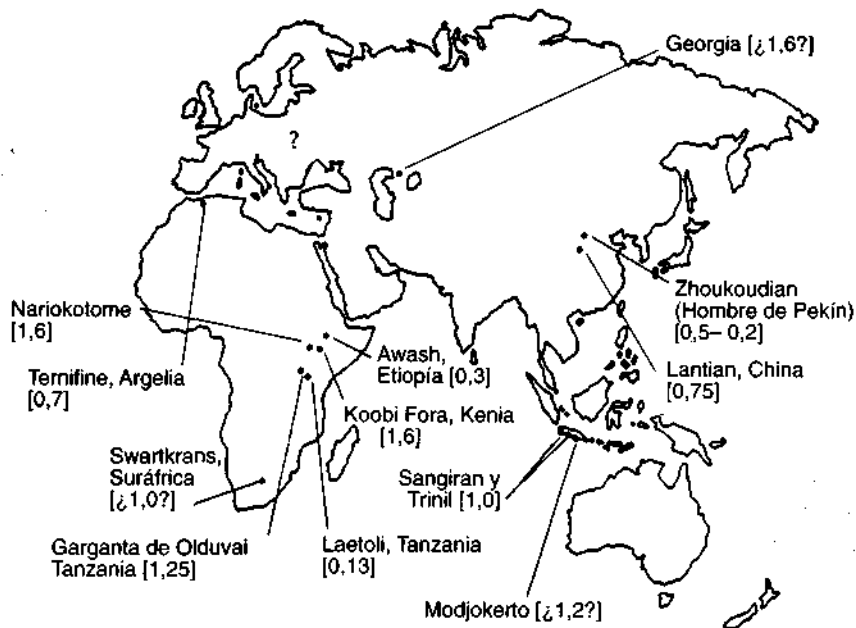 Georgia [¿1,6?]
?
Nariokotome
[1,6]
Ternifine, Argelia
[0,7]
Awash,
Etiopía [0,3]
Koobi Fora, Kenia
[1,6]
Zhoukoudian
(Hombre de Pekín)
[0,5– 0,2]
Lantian, China
[0,75]
Swartkrans,
Suráfrica
[¿1,0?]
Sangiran y
Trinil [1,0]
Garganta de Olduvai
Tanzania [1,25]
Laetoli, Tanzania
[0,13]
Modjokerto [¿1,2?]